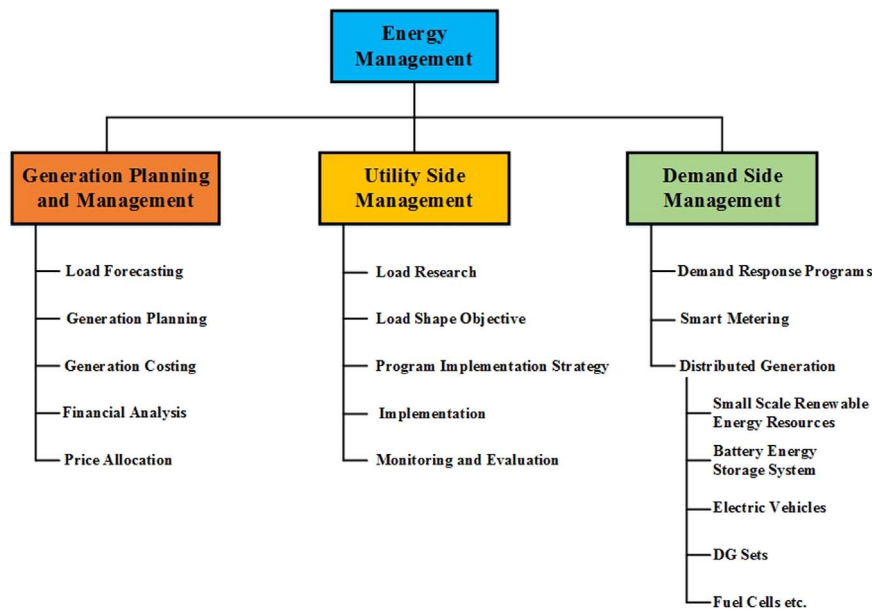 Energy
Management
Generation Planning
and Management
Utility Side
Management
Demand Side
Management
Load Forecasting
Generation Planning
Generation Costing
Financial Analysis
Price Allocation
Load Research
Load Shape Objective
Program Implementation Strategy
Implementation
Monitoring and Evaluation
Demand Response Programs
Smart Metering
Distributed Generation
Small Scale Renewable
Energy Resources
Battery Energy
Storage System
Electric Vehicles
DG Sets
Fuel Cells etc.